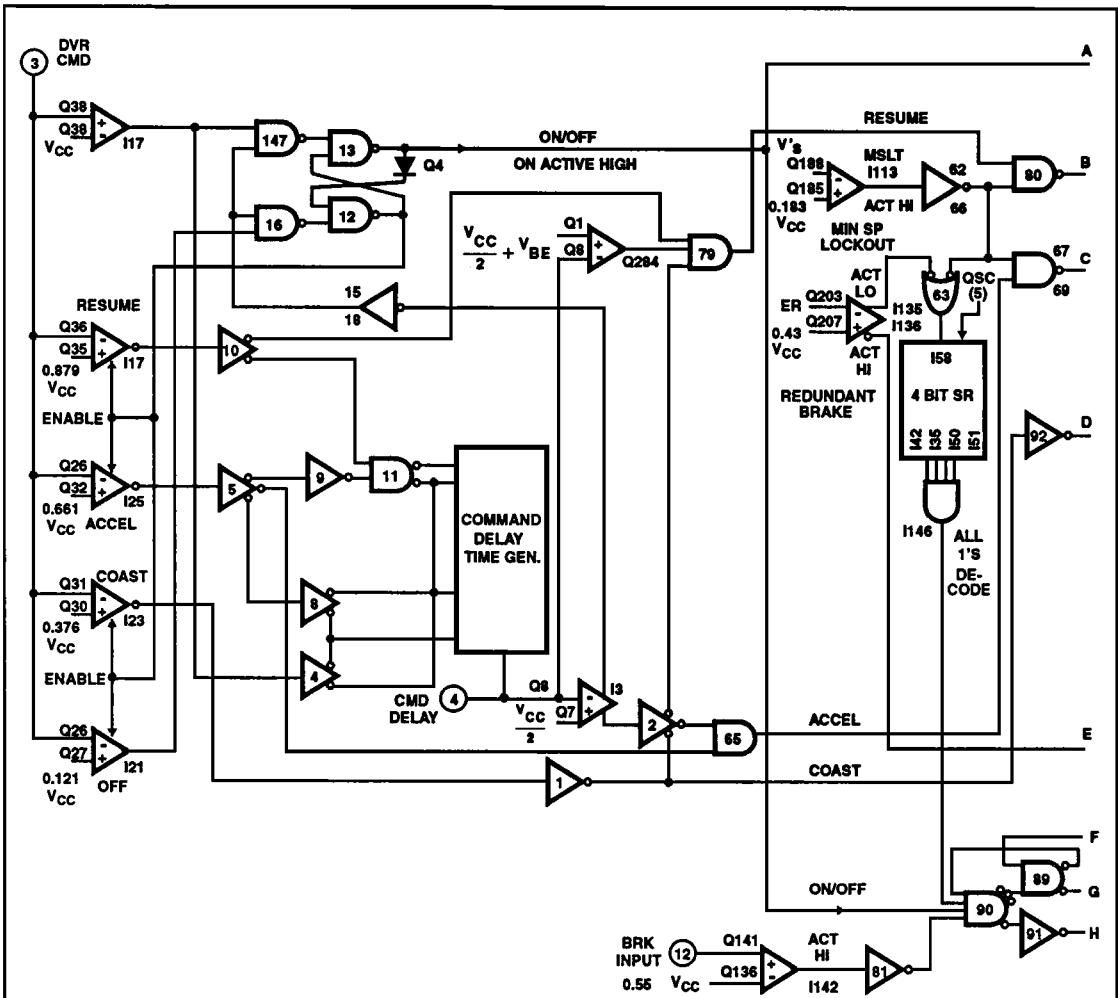 DVR
CMD
3
A
Q38
Q38
VCC
I17
147
13
ON/OFF
ON ACTIVE HIGH
Q4
16
12
RESUME
V's
Q188
Q185
0.183
VCC
MSLT
I113
ACT HI
62
66
80
B
MIN SP
LOCKOUT
VCC/2 + VBE
Q1
Q8
Q284
79
67
69
C
ACT
LO
63
QSC
(5)
ER
Q203
Q207
0.43
VCC
I135
I136
ACT
HI
REDUNDANT
BRAKE
I58
4 BIT SR
I42
I35
I50
I51
I146
ALL
1'S
DE-
CODE
92
D
15
18
RESUME
Q36
Q35
0.879
VCC
I17
10
ENABLE
Q26
Q32
0.661
VCC
I25
ACCEL
5
9
11
COMMAND
DELAY
TIME GEN.
COAST
Q31
Q30
0.376
VCC
I23
8
ENABLE
4
CMD
DELAY
4
Q6
Q7
VCC/2
I3
2
65
ACCEL
E
Q26
Q27
0.121
VCC
I21
OFF
1
COAST
F
89
G
ON/OFF
90
91
H
BRK
INPUT
12
Q141
Q136
0.55 VCC
ACT
HI
I142
81